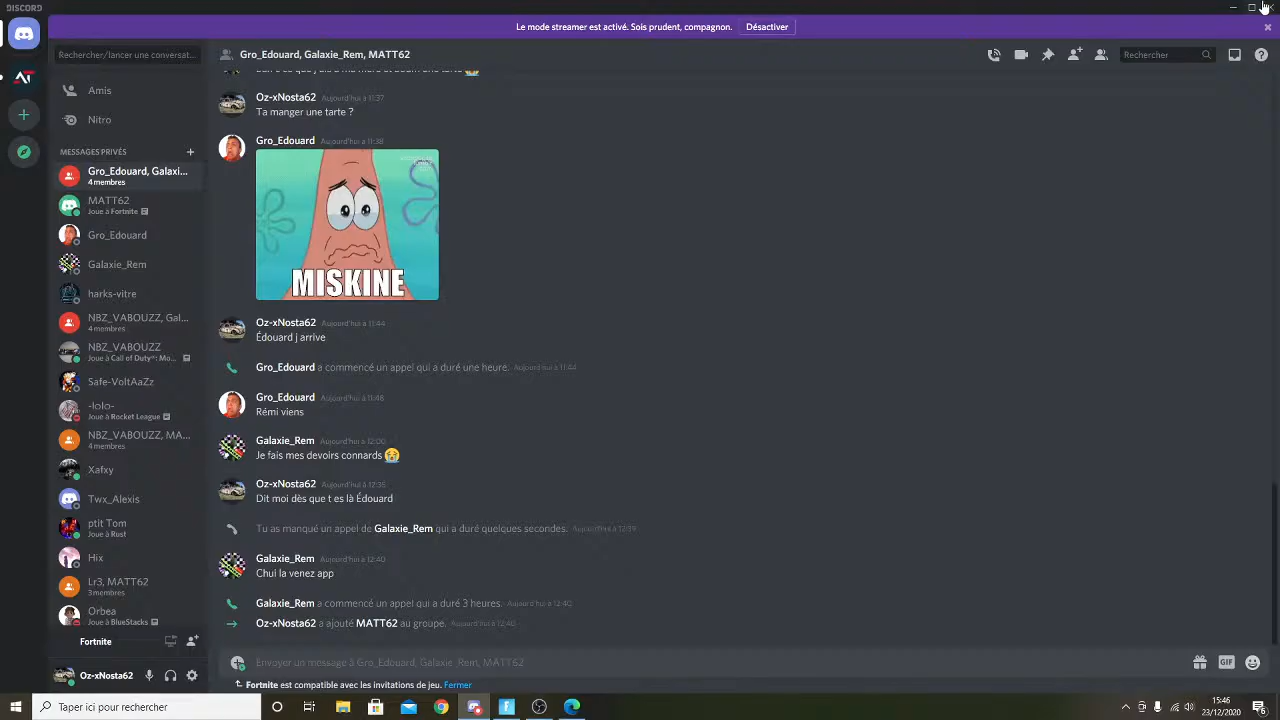 DISCORD
Le mode streamer est activé. Sois prudent, compagnon. Désactiver
Rechercher/lancer une conversat...
Amis
Nitro
MESSAGES PRIVÉS
Gro_Edouard, Galaxi...
4 membres
MATT62
Joue à Fortnite
Gro_Edouard
Galaxie_Rem
harks-vitre
NBZ_VABOUZZ, Gal...
4 membres
NBZ_VABOUZZ
Joue à Call of Duty®: Mo...
Safe-VoltAaZz
-lolo-
Joue à Rocket League
NBZ_VABOUZZ, MA...
4 membres
Xafxy
Twx_Alexis
ptit Tom
Joue à Rust
Hix
Lr3, MATT62
3 membres
Orbea
Joue à BlueStacks
Fortnite
Oz-xNosta62
Gro_Edouard, Galaxie_Rem, MATT62
Rechercher
Oz-xNosta62 Aujourd'hui à 11:37
Ta manger une tarte ?
Gro_Edouard Aujourd'hui à 11:38
MISKINE
Oz-xNosta62 Aujourd'hui à 11:44
Édouard j arrive
Gro_Edouard a commencé un appel qui a duré une heure. Aujourd'hui à 11:44
Gro_Edouard Aujourd'hui à 11:48
Rémi viens
Galaxie_Rem Aujourd'hui à 12:00
Je fais mes devoirs connards 😭
Oz-xNosta62 Aujourd'hui à 12:35
Dit moi dès que t es là Édouard
Tu as manqué un appel de Galaxie_Rem qui a duré quelques secondes. Aujourd'hui à 12:39
Galaxie_Rem Aujourd'hui à 12:40
Chui la venez app
Galaxie_Rem a commencé un appel qui a duré 3 heures. Aujourd'hui à 12:40
Oz-xNosta62 a ajouté MATT62 au groupe. Aujourd'hui à 12:40
Envoyer un message à Gro_Edouard, Galaxie_Rem, MATT62
GIF
Fortnite est compatible avec les invitations de jeu. Fermer
Taper ici pour rechercher
15:46
23/12/2020